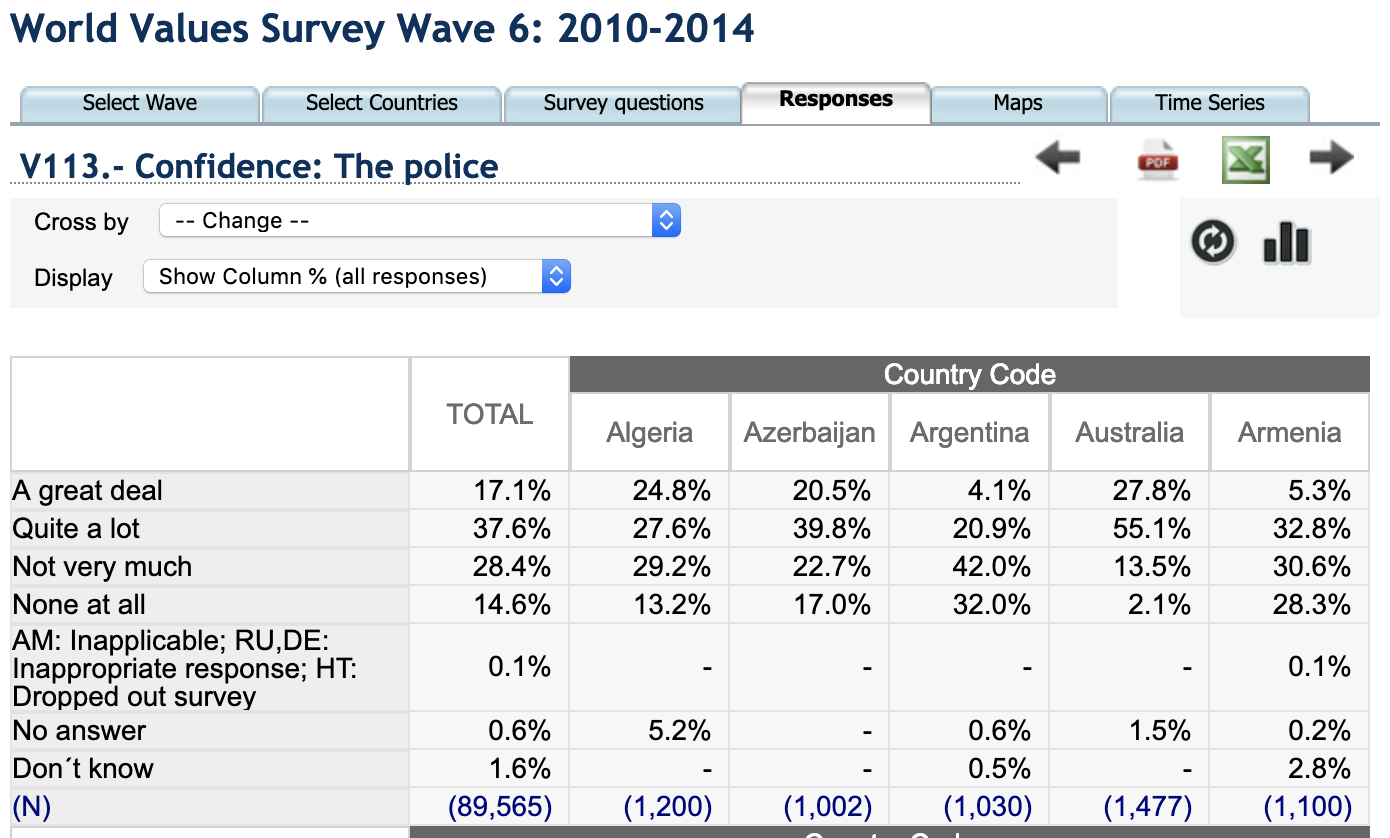 World Values Survey Wave 6: 2010-2014
Select Wave Select Countries Survey questions Responses Maps Time Series
V113.- Confidence: The police
PDF
Cross by -- Change --
Display Show Column % (all responses)
TOTAL Country Code
Algeria Azerbaijan Argentina Australia Armenia
A great deal 17.1% 24.8% 20.5% 4.1% 27.8% 5.3%
Quite a lot 37.6% 27.6% 39.8% 20.9% 55.1% 32.8%
Not very much 28.4% 29.2% 22.7% 42.0% 13.5% 30.6%
None at all 14.6% 13.2% 17.0% 32.0% 2.1% 28.3%
AM: Inapplicable; RU,DE:
Inappropriate response; HT: 0.1% - - - - 0.1%
Dropped out survey
No answer 0.6% 5.2% - 0.6% 1.5% 0.2%
Don´t know 1.6% - - 0.5% - 2.8%
(N) (89,565) (1,200) (1,002) (1,030) (1,477) (1,100)